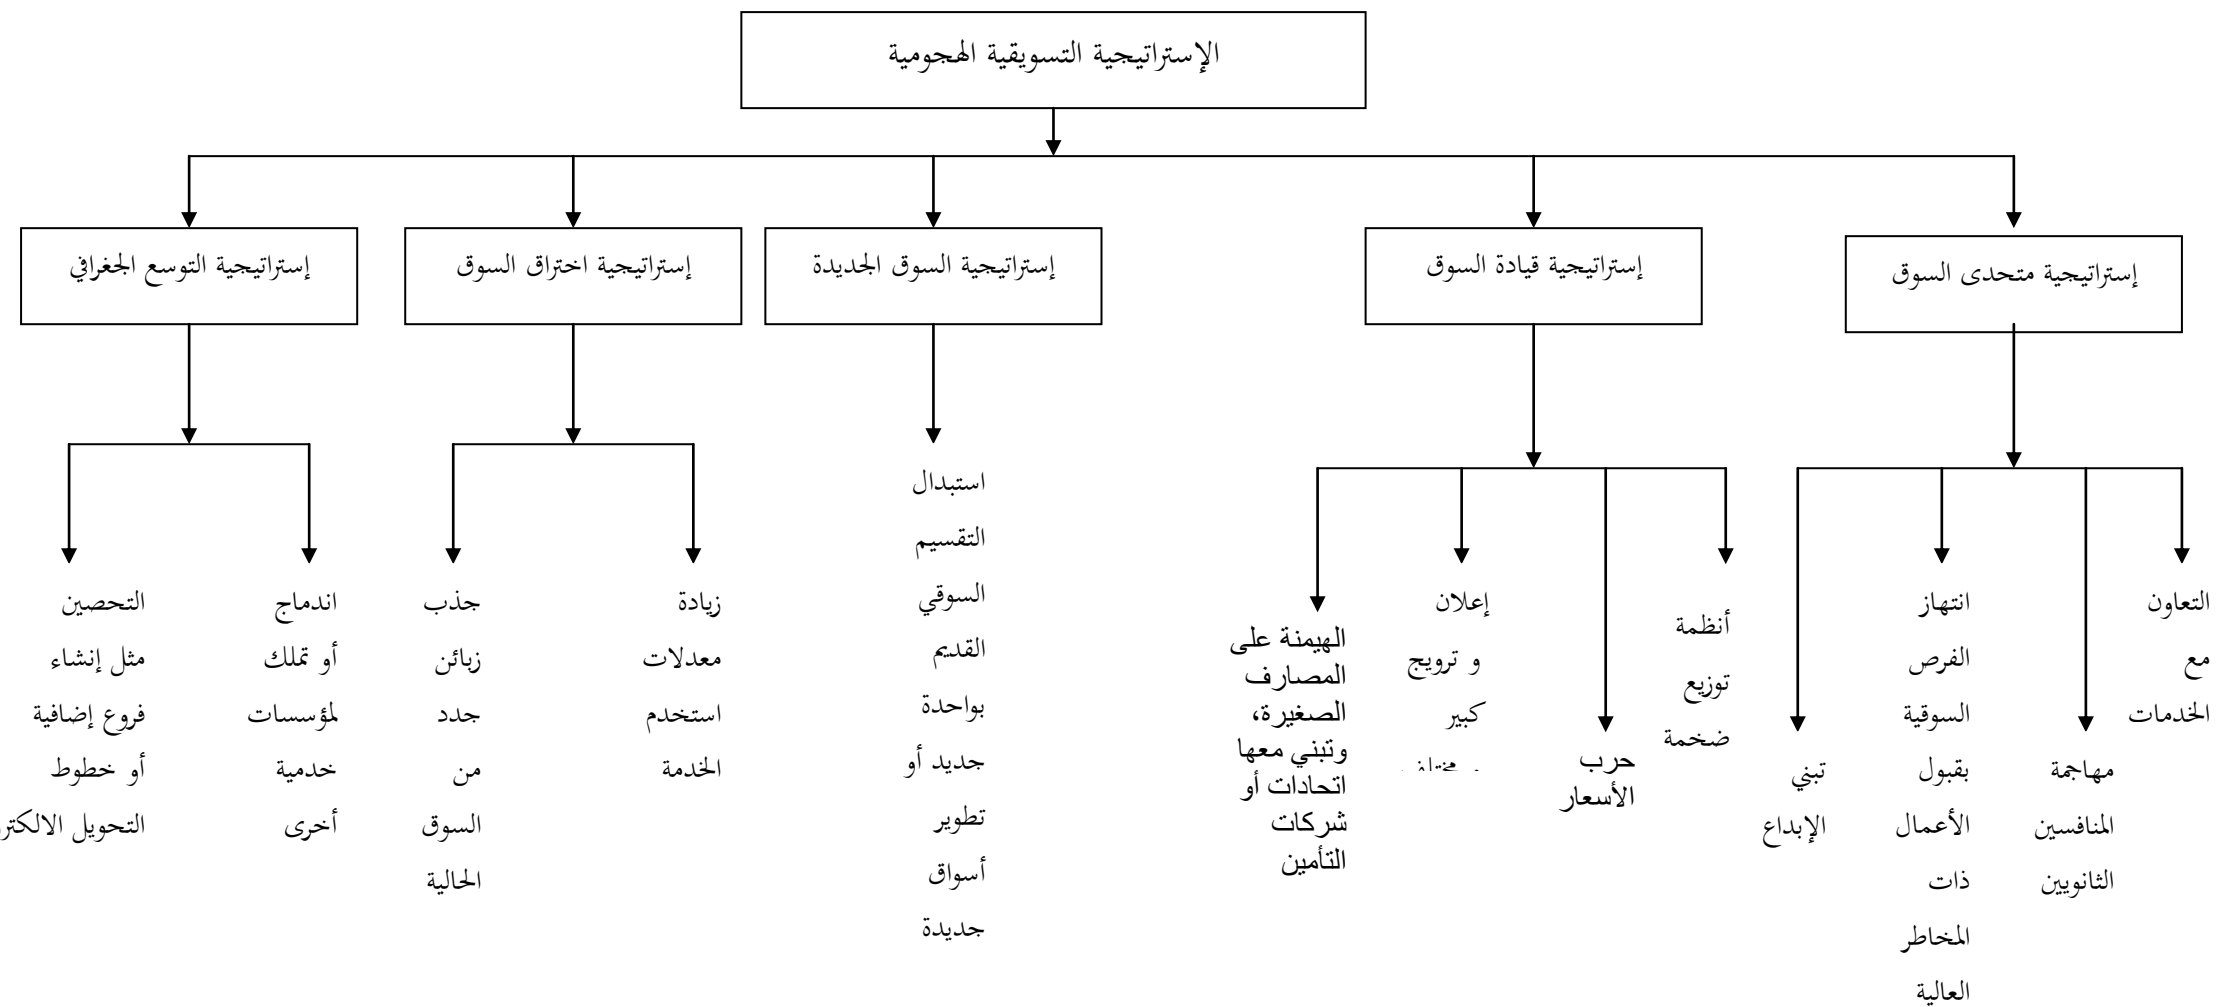 الإستراتيجية التسويقية الهجومية
إستراتيجية متحدى السوق
إستراتيجية قيادة السوق
إستراتيجية السوق الجديدة
إستراتيجية اختراق السوق
إستراتيجية التوسع الجغرافي
التعاون
مع
الخدمات
مهاجمة
المنافسين
الثانويين
انتهاز
الفرص
السوقية
بقبول
الأعمال
ذات
المخاطر
العالية
تبني
الإبداع
أنظمة
توزيع
ضخمة
حرب
الأسعار
إعلان
و ترويج
كبير
الهيمنة على
المصارف
الصغيرة،
وتبني معها
اتحادات أو
شركات
التأمين
استبدال
التقسيم
السوقي
القديم
بواحدة
جديد أو
تطوير
أسواق
جديدة
زيادة
معدلات
استخدم
الخدمة
جذب
زبائن
جدد
من
السوق
الحالية
اندماج
أو تملك
لمؤسسات
خدمية
أخرى
التحصين
مثل إنشاء
فروع إضافية
أو خطوط
التحويل